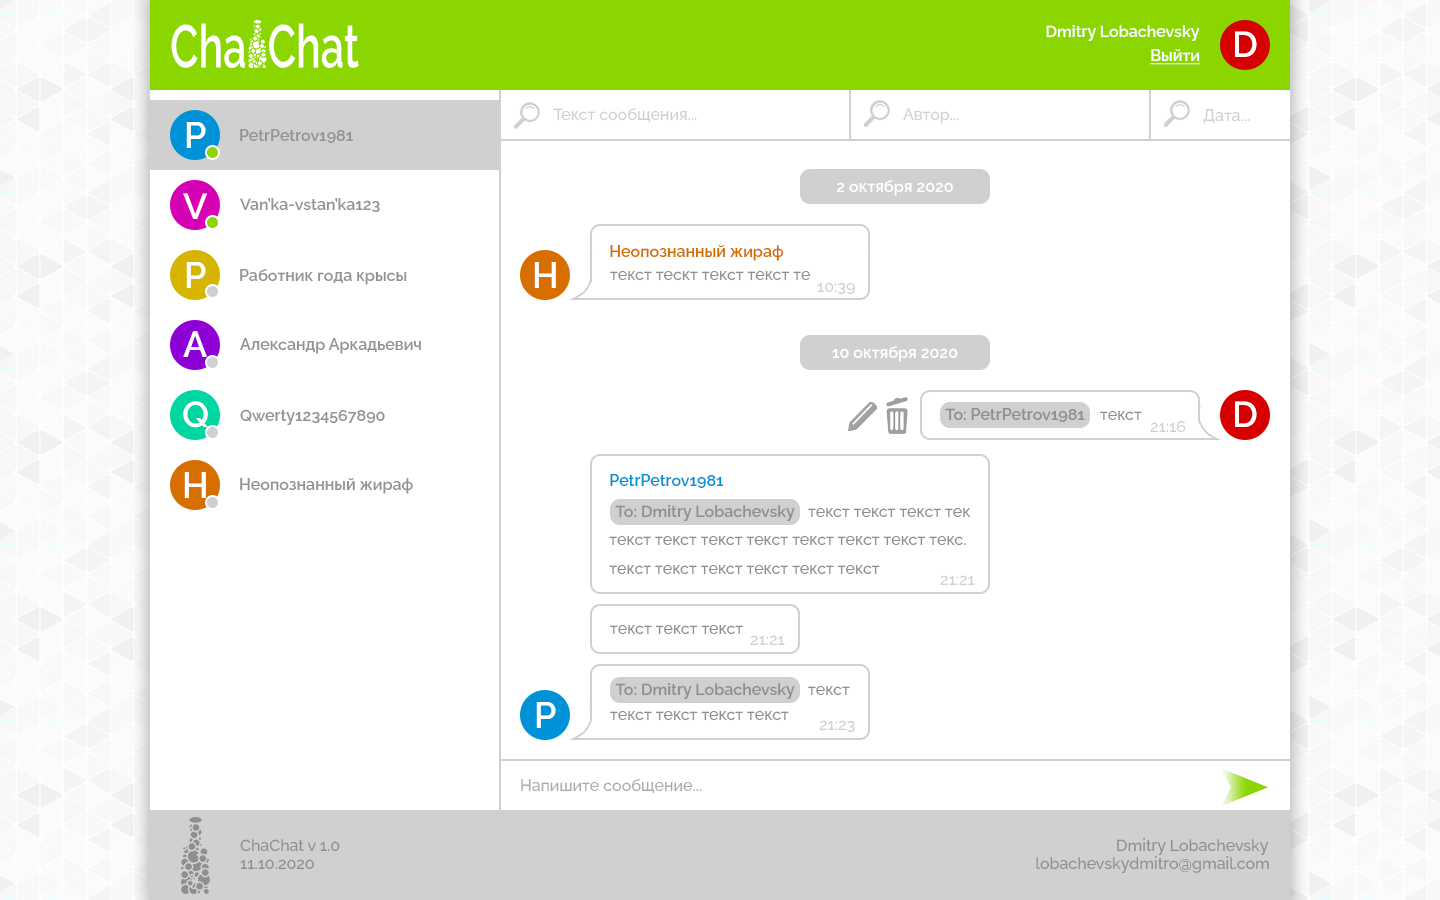 ChaChat
Dmitry Lobachevsky
Выйти
D
P
PetrPetrov1981
V
Van'ka-vstan'ka123
Р
Работник года крысы
А
Александр Аркадьевич
Q
Qwerty1234567890
Н
Неопознанный жираф
Текст сообщения...
Автор...
Дата...
2 октября 2020
Неопознанный жираф
Н
текст тескт текст текст те
10:39
10 октября 2020
To: PetrPetrov1981 текст
21:16
D
PetrPetrov1981
To: Dmitry Lobachevsky текст текст текст тек
текст текст текст текст текст текст текст текс.
текст текст текст текст текст текст
21:21
текст текст текст
21:21
To: Dmitry Lobachevsky текст
P
текст текст текст текст
21:23
Напишите сообщение...
ChaChat v 1.0
11.10.2020
Dmitry Lobachevsky
lobachevskydmitro@gmail.com